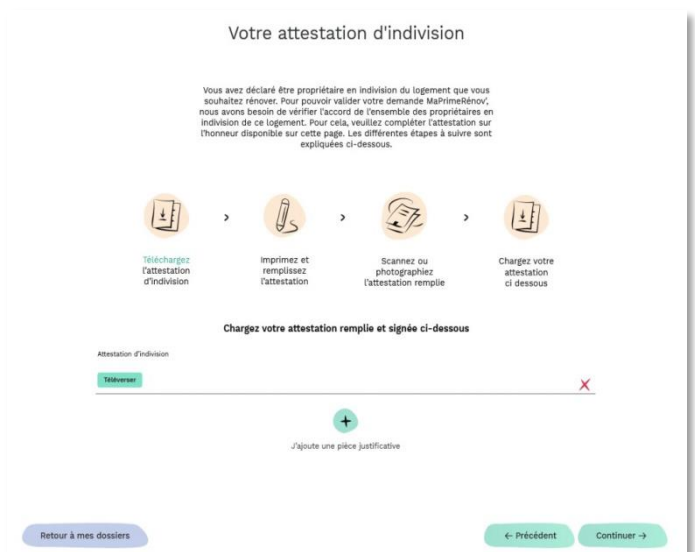 Votre attestation d'indivision
Vous avez déclaré être propriétaire en indivision du logement que vous
souhaitez rénover. Pour pouvoir valider votre demande MaPrimeRénov',
nous avons besoin de vérifier l'accord de l'ensemble des propriétaires en
indivision de ce logement. Pour cela, veuillez compléter l'attestation sur
l'honneur disponible sur cette page. Les différentes étapes à suivre sont
expliquées ci-dessous.
Téléchargez
l'attestation
d'indivision
Imprimez et
remplissez
l'attestation
Scannez ou
photographiez
l'attestation remplie
Chargez votre
attestation
ci dessous
Chargez votre attestation remplie et signée ci-dessous
Attestation d'indivision
Téléverser
J'ajoute une pièce justificative
Retour à mes dossiers
← Précédent
Continuer →